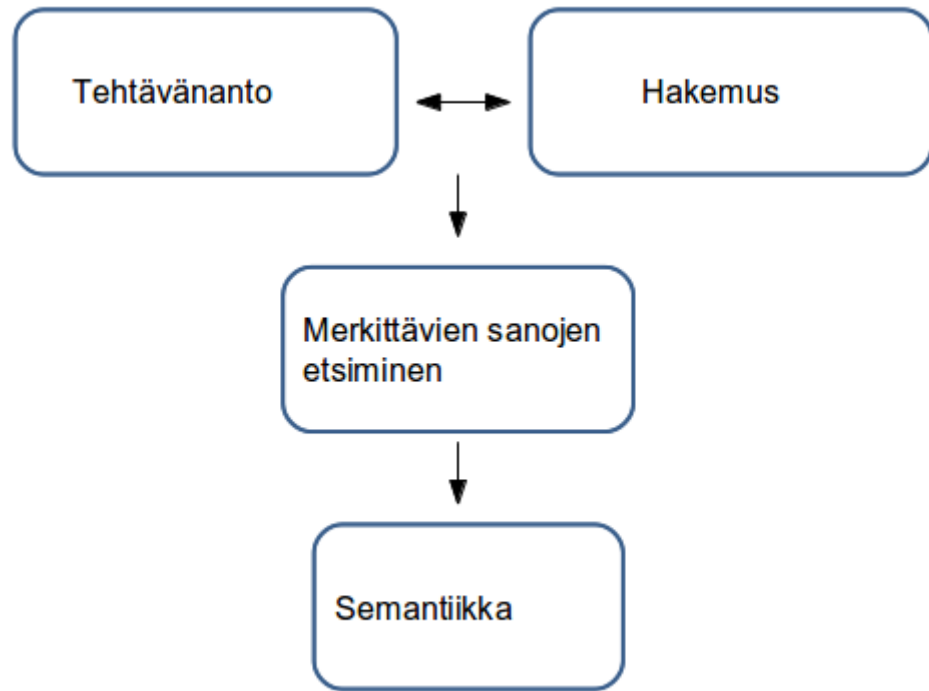 Tehtävänanto
Hakemus
Merkittävien sanojen
etsiminen
Semantiikka